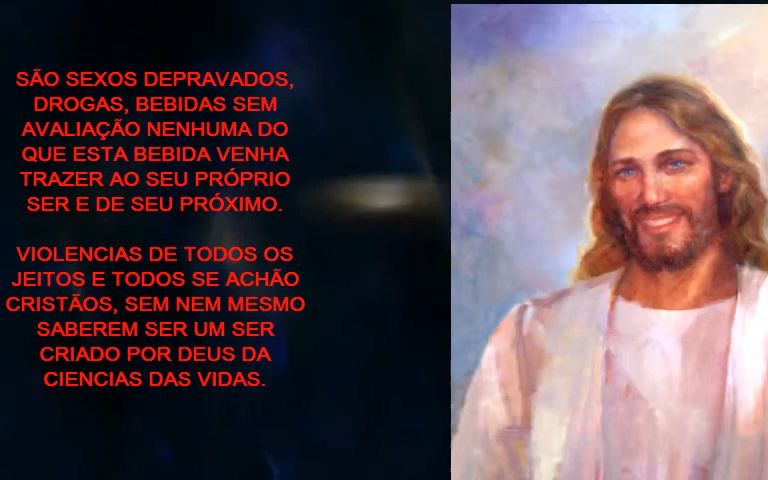 SÃO SEXOS DEPRAVADOS,
DROGAS, BEBIDAS SEM
AVALIAÇÃO NENHUMA DO
QUE ESTA BEBIDA VENHA
TRAZER AO SEU PRÓPRIO
SER E DE SEU PRÓXIMO.
VIOLENCIAS DE TODOS OS
JEITOS E TODOS SE ACHÃO
CRISTÃOS, SEM NEM MESMO
SABEREM SER UM SER
CRIADO POR DEUS DA
CIENCIAS DAS VIDAS.